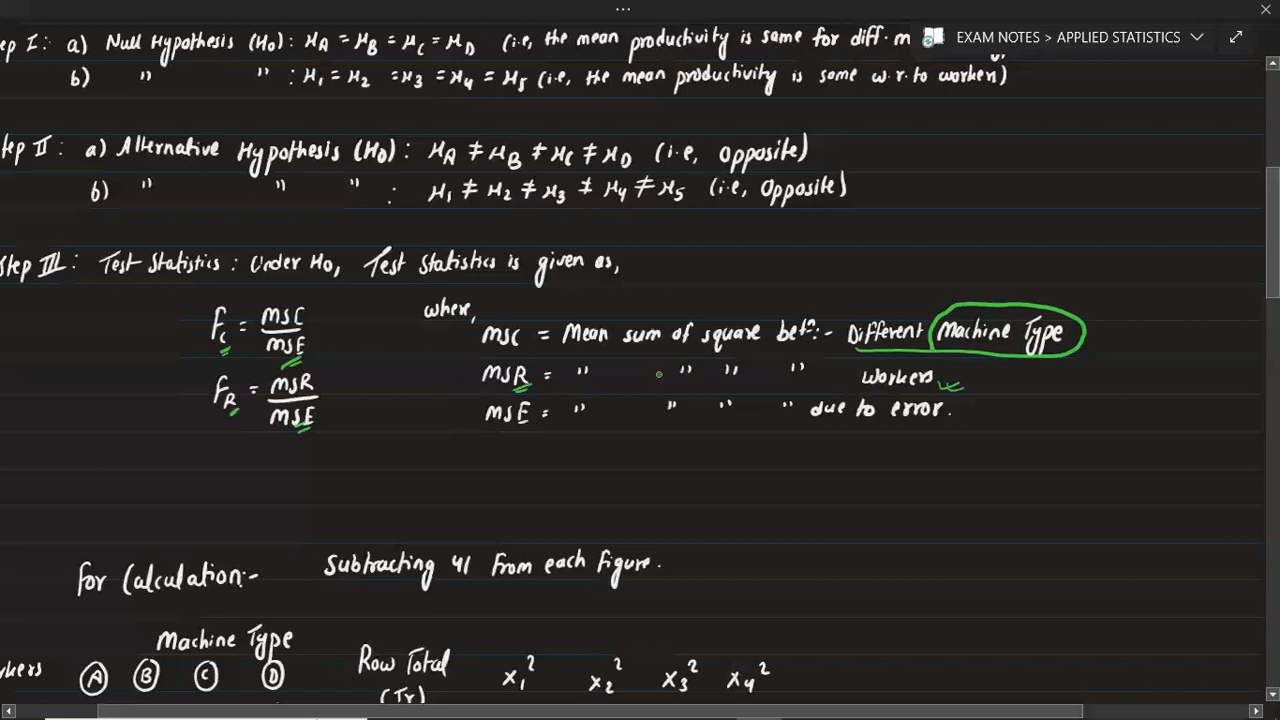 ...
EXAM NOTES > APPLIED STATISTICS
ep I : a) Null Hypothesis (H0) : μA = μB = μC = μD (i.e, the mean productivity is same for diff. m
b) " " : μ1 = μ2 = μ3 = μ4 = μ5 (i.e, the mean productivity is same w.r.to worker)
tep II : a) Alternative Hypothesis (H0) : μA ≠ μB ≠ μC ≠ μD (i.e, opposite)
b) " " " : μ1 ≠ μ2 ≠ μ3 ≠ μ4 ≠ μ5 (i.e, opposite)
Step III : Test Statistics : Under H0, Test Statistics is given as,
FC = MSC / MSE
where,
MSC = Mean sum of square betn :- Different Machine Type
FR = MSR / MSE
MSR = " " " " Workers
MSE = " " " " due to error.
For Calculation:- Subtracting 41 from each figure.
Machine Type
rkers A B C D Row Total x1² x2² x3² x4²
(Tr)